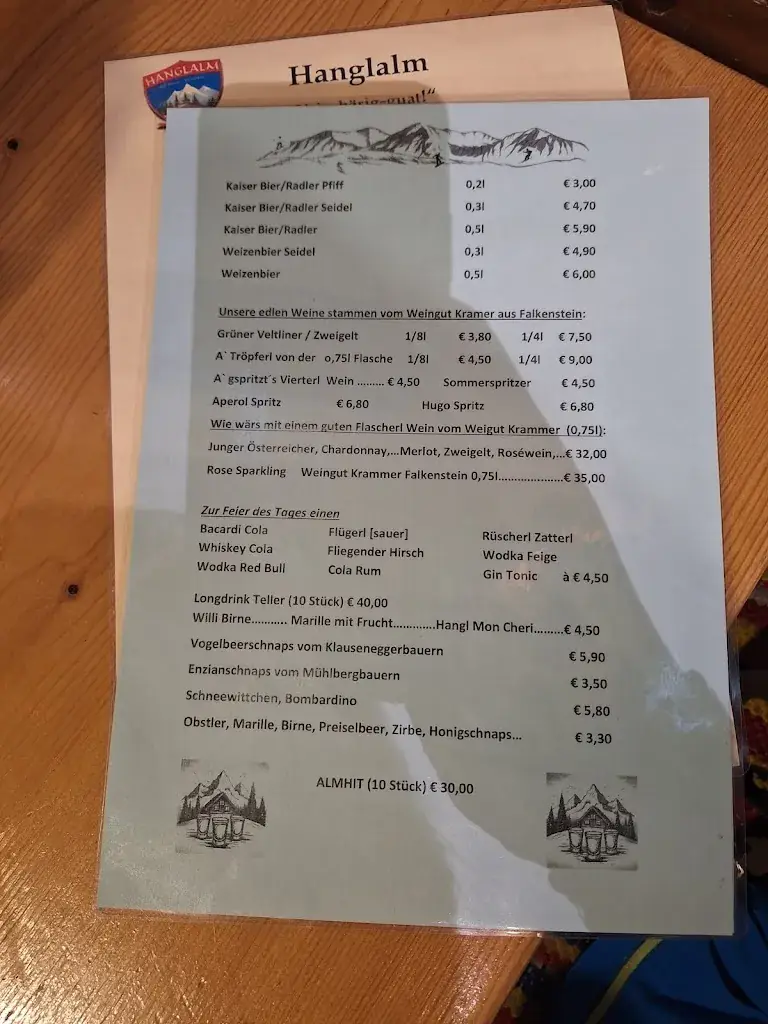 HANGLALM
Hanglalm
bärig-guat!“
Kaiser Bier/Radler Pfiff 0,2l € 3,00
Kaiser Bier/Radler Seidel 0,3l € 4,70
Kaiser Bier/Radler 0,5l € 5,90
Weizenbier Seidel 0,3l € 4,90
Weizenbier 0,5l € 6,00
Unsere edlen Weine stammen vom Weingut Kramer aus Falkenstein:
Grüner Veltliner / Zweigelt 1/8l € 3,80 1/4l € 7,50
A` Tröpferl von der 0,75l Flasche 1/8l € 4,50 1/4l € 9,00
A` gspritzt´s Vierterl Wein ......... € 4,50 Sommerspritzer € 4,50
Aperol Spritz € 6,80 Hugo Spritz € 6,80
Wie wärs mit einem guten Flascherl Wein vom Weigut Krammer (0,75l):
Junger Österreicher, Chardonnay,...Merlot, Zweigelt, Roséwein,...€ 32,00
Rose Sparkling Weingut Krammer Falkenstein 0,75l.....................€ 35,00
Zur Feier des Tages einen
Bacardi Cola Flügerl [sauer] Rüscherl Zatterl
Whiskey Cola Fliegender Hirsch Wodka Feige
Wodka Red Bull Cola Rum Gin Tonic à € 4,50
Longdrink Teller (10 Stück) € 40,00
Willi Birne........... Marille mit Frucht.............Hangl Mon Cheri.........€ 4,50
Vogelbeerschnaps vom Klauseneggerbauern € 5,90
Enzianschnaps vom Mühlbergbauern € 3,50
Schneewittchen, Bombardino € 5,80
Obstler, Marille, Birne, Preiselbeer, Zirbe, Honigschnaps... € 3,30
ALMHIT (10 Stück) € 30,00